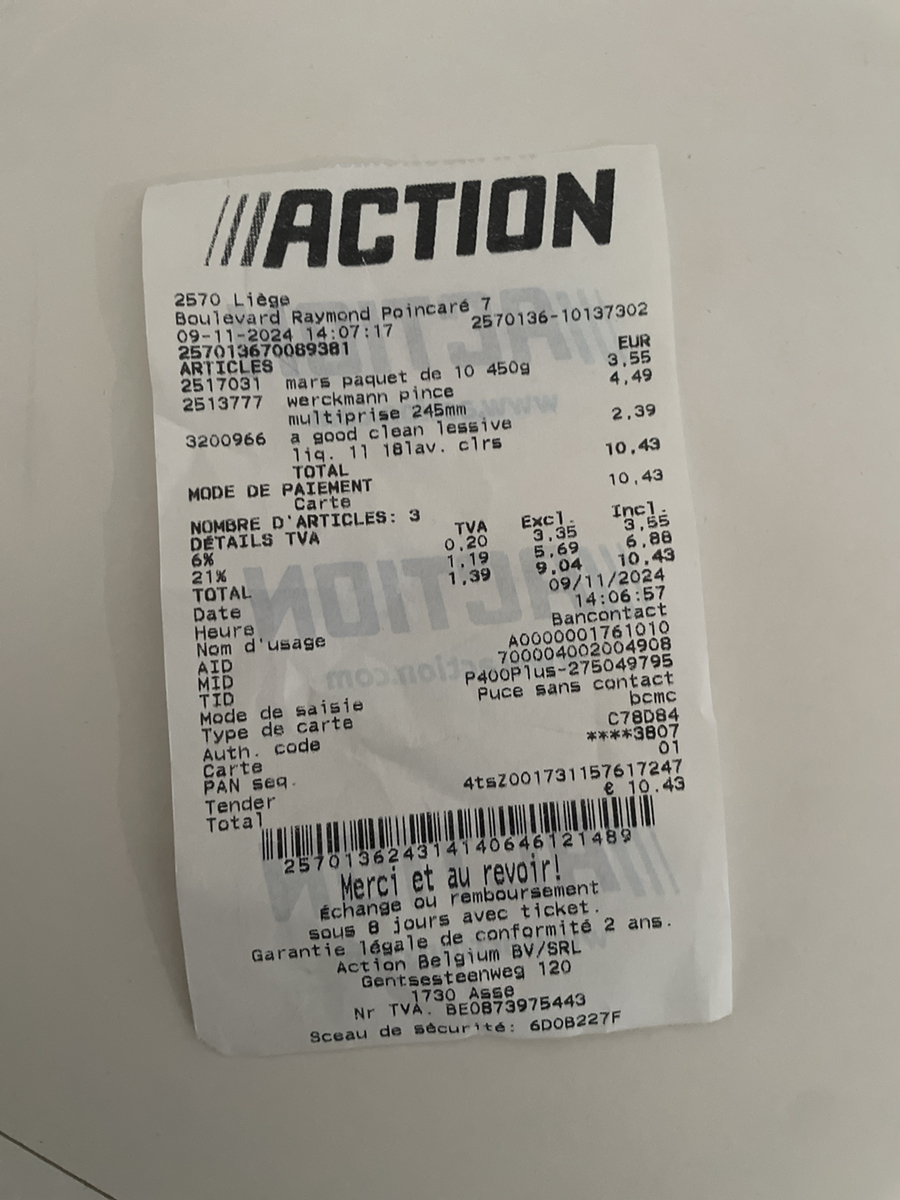 ///ACTION
2570 Liège
Boulevard Raymond Poincaré 7
09-11-2024 14:07:17 2570136-10137302
257013670089381
ARTICLES EUR
2517031 mars paquet de 10 450g 3,55
2513777 werckmann pince 4,49
multiprise 245mm
3200966 a good clean lessive 2,39
liq. 1l 18lav. clrs
TOTAL 10,43
MODE DE PAIEMENT
Carte 10,43
NOMBRE D'ARTICLES: 3
DÉTAILS TVA TVA Excl. Incl.
6% 0.20 3.35 3.55
21% 1.19 5.69 6.88
TOTAL 1.39 9.04 10.43
Date 09/11/2024
Heure 14:06:57
Nom d'usage Bancontact
AID A0000001761010
MID 700004002004908
TID P400Plus-275049795
Mode de saisie Puce sans contact
Type de carte bcmc
Auth. code C78D84
Carte ****3807
PAN seq. 01
Tender 4tsZ001731157617247
Total € 10.43
2570136243141406461214​89
Merci et au revoir!
Échange ou remboursement
sous 8 jours avec ticket.
Garantie légale de conformité 2 ans.
Action Belgium BV/SRL
Gentsesteenweg 120
1730 Asse
Nr TVA. BE0873975443
Sceau de sécurité: 6D0B227F